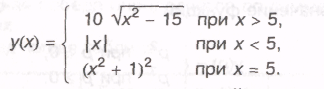 10 √(x² – 15) при x > 5,
y(x) = { |x| при x < 5,
(x² + 1)² при x = 5.